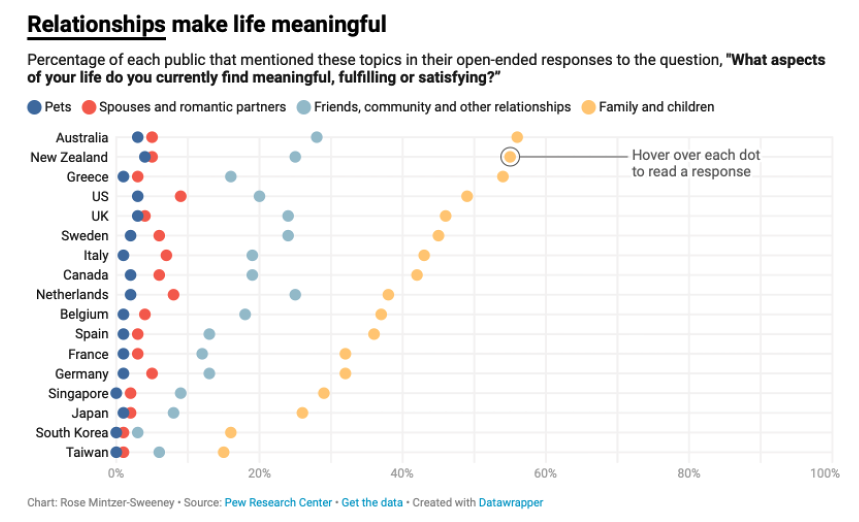 Relationships make life meaningful
Percentage of each public that mentioned these topics in their open-ended responses to the question, "What aspects
of your life do you currently find meaningful, fulfilling or satisfying?"
Pets Spouses and romantic partners Friends, community and other relationships Family and children
Australia
New Zealand
Hover over each dot
to read a response
Greece
US
UK
Sweden
Italy
Canada
Netherlands
Belgium
Spain
France
Germany
Singapore
Japan
South Korea
Taiwan
0% 20% 40% 60% 80% 100%
Chart: Rose Mintzer-Sweeney • Source: Pew Research Center • Get the data • Created with Datawrapper